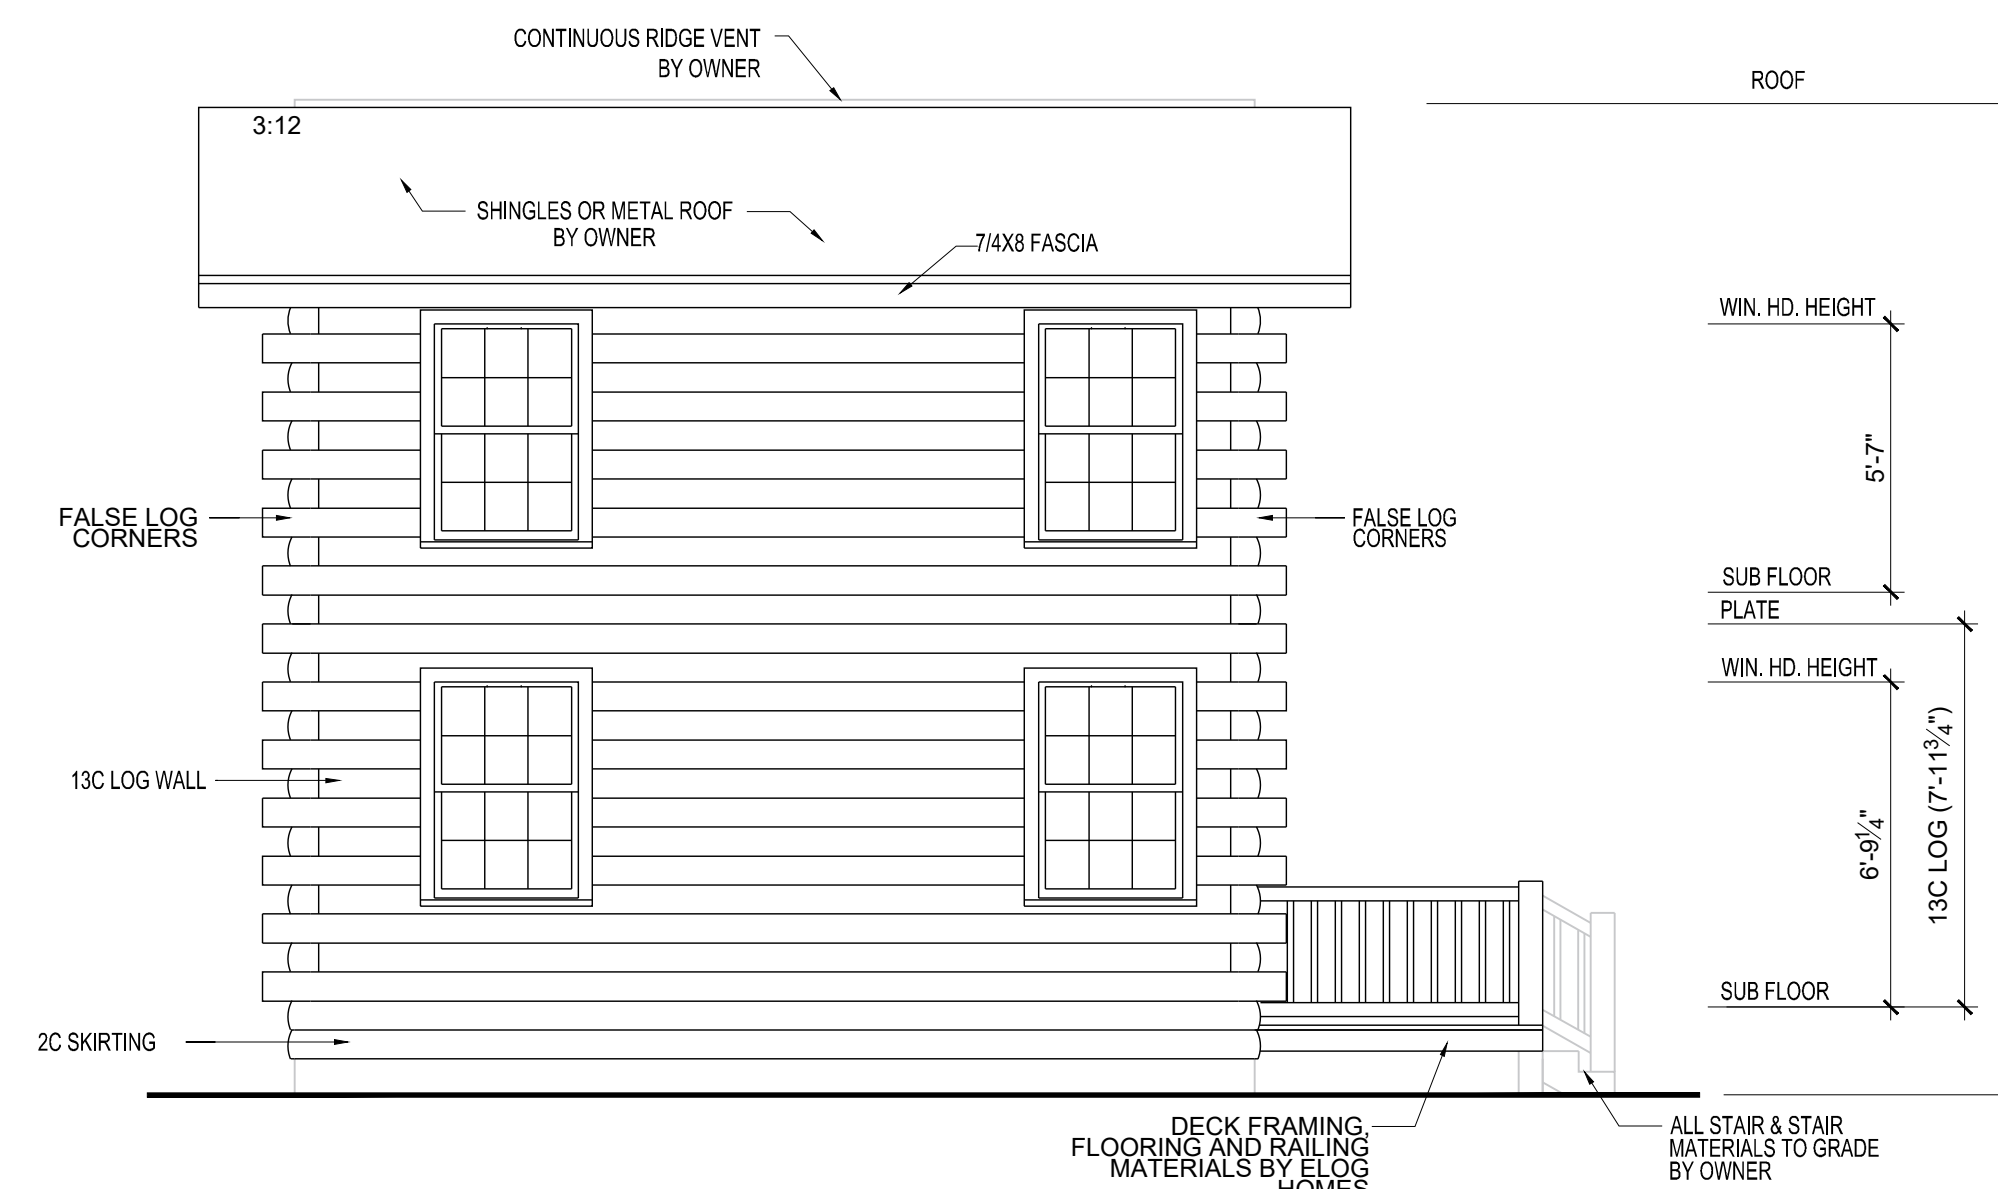 CONTINUOUS RIDGE VENT
BY OWNER
ROOF
3:12
SHINGLES OR METAL ROOF
BY OWNER
7/4X8 FASCIA
WIN. HD. HEIGHT
5'-7"
FALSE LOG
CORNERS
FALSE LOG
CORNERS
SUB FLOOR
PLATE
WIN. HD. HEIGHT
13C LOG WALL
6'-9¼"
13C LOG (7'-11¾")
SUB FLOOR
2C SKIRTING
DECK FRAMING,
FLOORING AND RAILING
MATERIALS BY ELOG
HOMES
ALL STAIR & STAIR
MATERIALS TO GRADE
BY OWNER